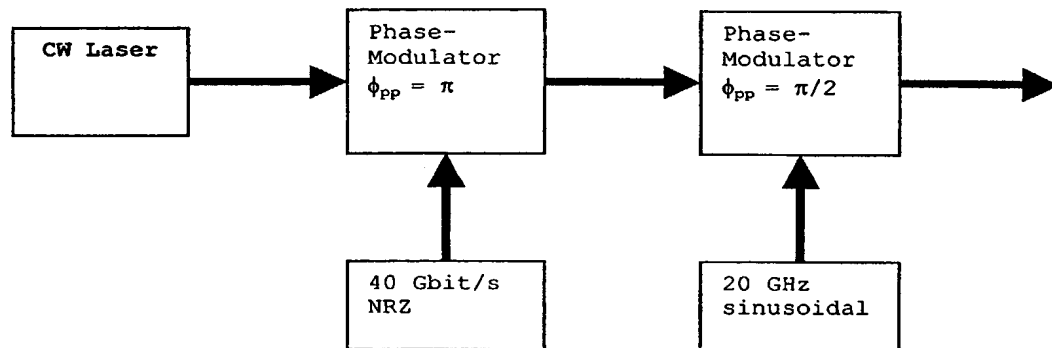 CW Laser
Phase-
Modulator
ϕpp = π
Phase-
Modulator
ϕpp = π/2
40 Gbit/s
NRZ
20 GHz
sinusoidal